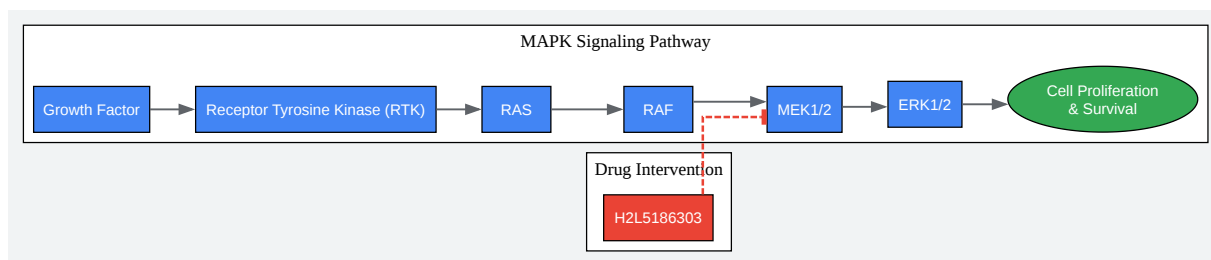 MAPK Signaling Pathway
Growth Factor
Receptor Tyrosine Kinase (RTK)
RAS
RAF
MEK1/2
ERK1/2
Cell Proliferation
& Survival
Drug Intervention
H2L5186303